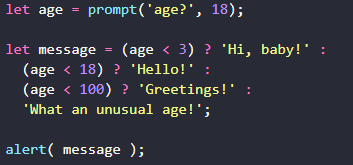 let age = prompt('age?', 18);
let message = (age < 3) ? 'Hi, baby!' :
(age < 18) ? 'Hello!' :
(age < 100) ? 'Greetings!' :
'What an unusual age!';
alert( message );